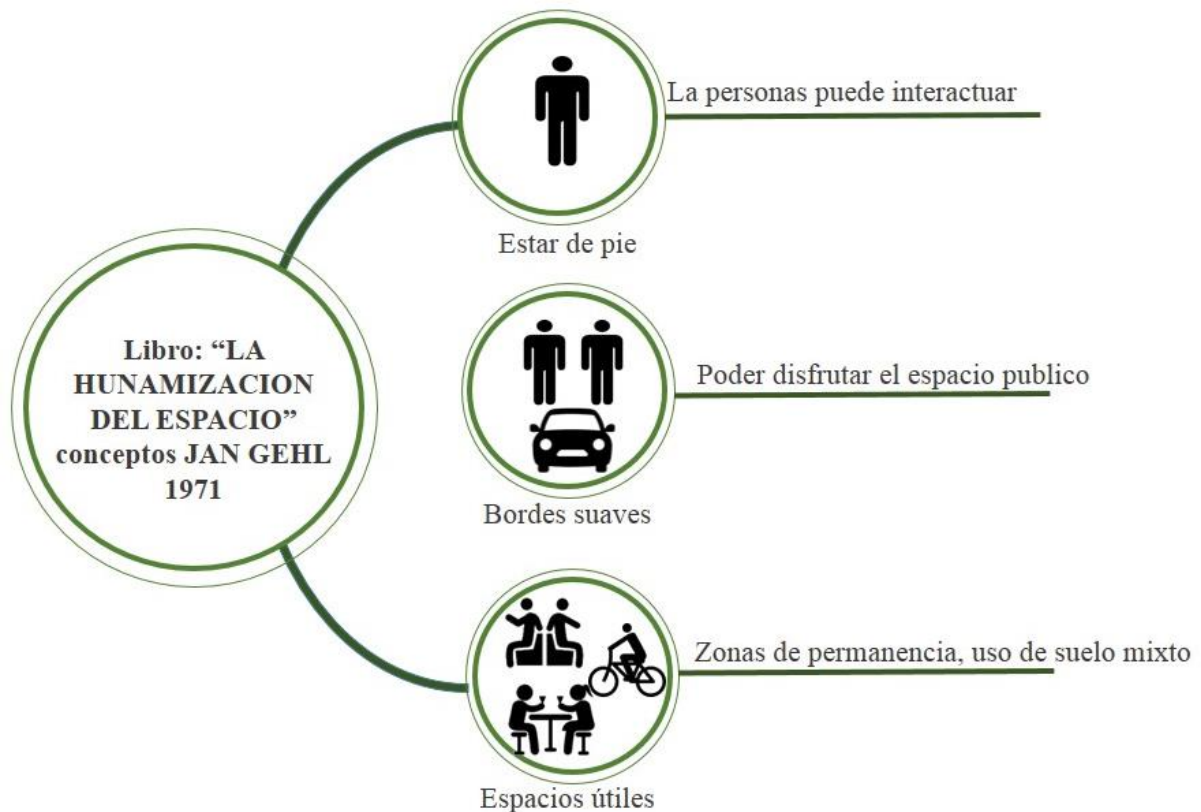 Libro: “LA
HUNAMIZACION
DEL ESPACIO”
conceptos JAN GEHL
1971
La personas puede interactuar
Estar de pie
Poder disfrutar el espacio publico
Bordes suaves
Zonas de permanencia, uso de suelo mixto
Espacios útiles